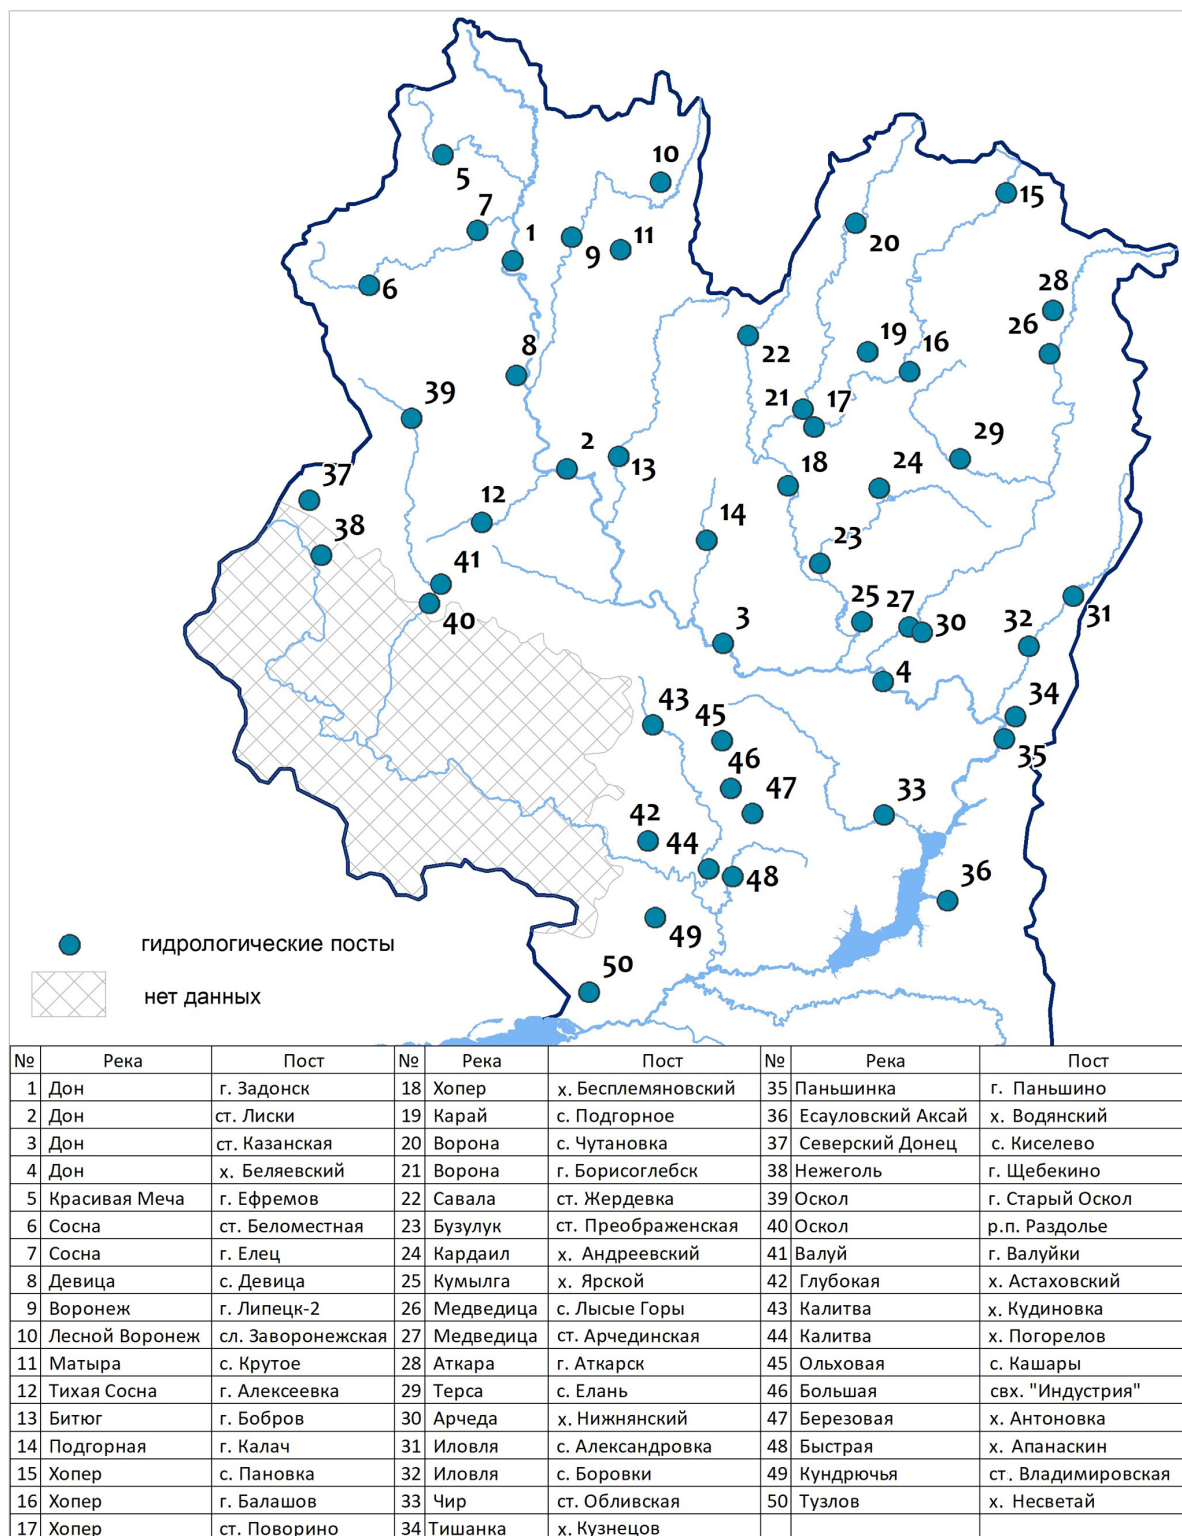 10
5
15
7
1
20
11
9
6
28
26
8
19
16
22
39
21
17
2
29
13
18
24
37
12
14
38
23
41
25
27
31
40
30
3
32
4
43
34
45
35
46
47
33
42
44
48
36
49
гидрологические посты
50
нет данных
№ Река Пост № Река Пост № Река Пост
1 Дон г. Задонск 18 Хопер х. Бесплемяновский 35 Паньшинка г. Паньшино
2 Дон ст. Лиски 19 Карай с. Подгорное 36 Есауловский Аксай х. Водянский
3 Дон ст. Казанская 20 Ворона с. Чутановка 37 Северский Донец с. Киселево
4 Дон х. Беляевский 21 Ворона г. Борисоглебск 38 Нежеголь г. Щебекино
5 Красивая Меча г. Ефремов 22 Савала ст. Жердевка 39 Оскол г. Старый Оскол
6 Сосна ст. Беломестная 23 Бузулук ст. Преображенская 40 Оскол р.п. Раздолье
7 Сосна г. Елец 24 Кардаил х. Андреевский 41 Валуй г. Валуйки
8 Девица с. Девица 25 Кумылга х. Ярской 42 Глубокая х. Астаховский
9 Воронеж г. Липецк-2 26 Медведица с. Лысые Горы 43 Калитва х. Кудиновка
10 Лесной Воронеж сл. Заворонежская 27 Медведица ст. Арчединская 44 Калитва х. Погорелов
11 Матыра с. Крутое 28 Аткара г. Аткарск 45 Ольховая с. Кашары
12 Тихая Сосна г. Алексеевка 29 Терса с. Елань 46 Большая свх. "Индустрия"
13 Битюг г. Бобров 30 Арчеда х. Нижнянский 47 Березовая х. Антоновка
14 Подгорная г. Калач 31 Иловля с. Александровка 48 Быстрая х. Апанаскин
15 Хопер с. Пановка 32 Иловля с. Боровки 49 Кундрючья ст. Владимировская
16 Хопер г. Балашов 33 Чир ст. Обливская 50 Тузлов х. Несветай
17 Хопер ст. Поворино 34 Тишанка х. Кузнецов